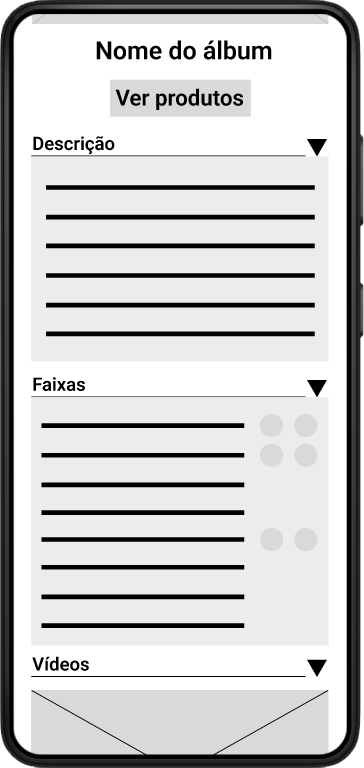 Nome do álbum
Ver produtos
Descrição
Faixas
Vídeos